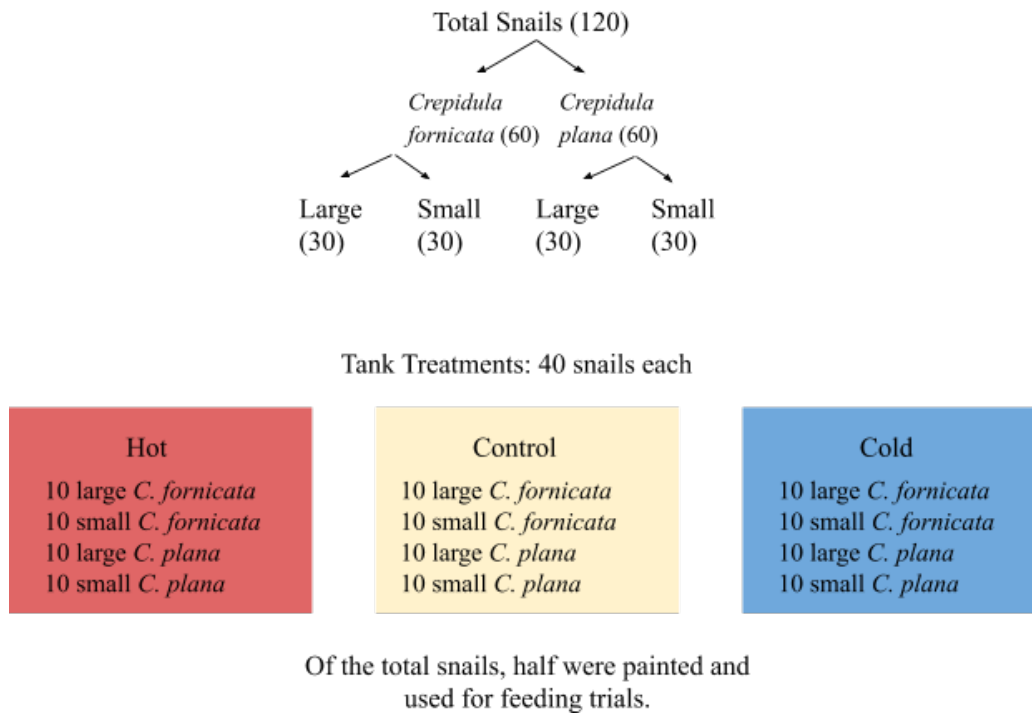 Total Snails (120)
Crepidula
fornicata (60)
Crepidula
plana (60)
Large
(30)
Small
(30)
Large
(30)
Small
(30)
Tank Treatments: 40 snails each
Hot
10 large C. fornicata
10 small C. fornicata
10 large C. plana
10 small C. plana
Control
10 large C. fornicata
10 small C. fornicata
10 large C. plana
10 small C. plana
Cold
10 large C. fornicata
10 small C. fornicata
10 large C. plana
10 small C. plana
Of the total snails, half were painted and
used for feeding trials.